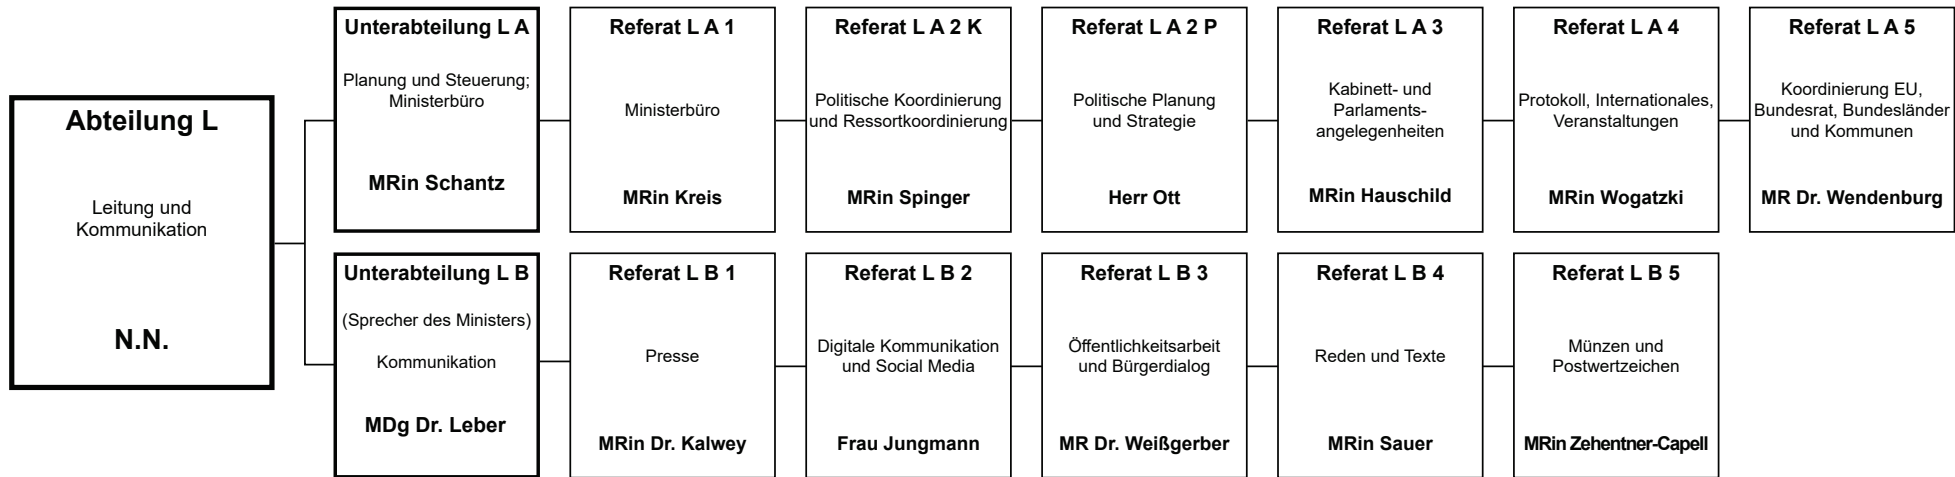 Abteilung L
Leitung und
Kommunikation
N.N.
Unterabteilung L A
Planung und Steuerung;
Ministerbüro
MRin Schantz
Referat L A 1
Ministerbüro
MRin Kreis
Referat L A 2 K
Politische Koordinierung
und Ressortkoordinierung
MRin Spinger
Referat L A 2 P
Politische Planung
und Strategie
Herr Ott
Referat L A 3
Kabinett- und
Parlaments-
angelegenheiten
MRin Hauschild
Referat L A 4
Protokoll, Internationales,
Veranstaltungen
MRin Wogatzki
Referat L A 5
Koordinierung EU,
Bundesrat, Bundesländer
und Kommunen
MR Dr. Wendenburg
Unterabteilung L B
(Sprecher des Ministers)
Kommunikation
MDg Dr. Leber
Referat L B 1
Presse
MRin Dr. Kalwey
Referat L B 2
Digitale Kommunikation
und Social Media
Frau Jungmann
Referat L B 3
Öffentlichkeitsarbeit
und Bürgerdialog
MR Dr. Weißgerber
Referat L B 4
Reden und Texte
MRin Sauer
Referat L B 5
Münzen und
Postwertzeichen
MRin Zehentner-Capell